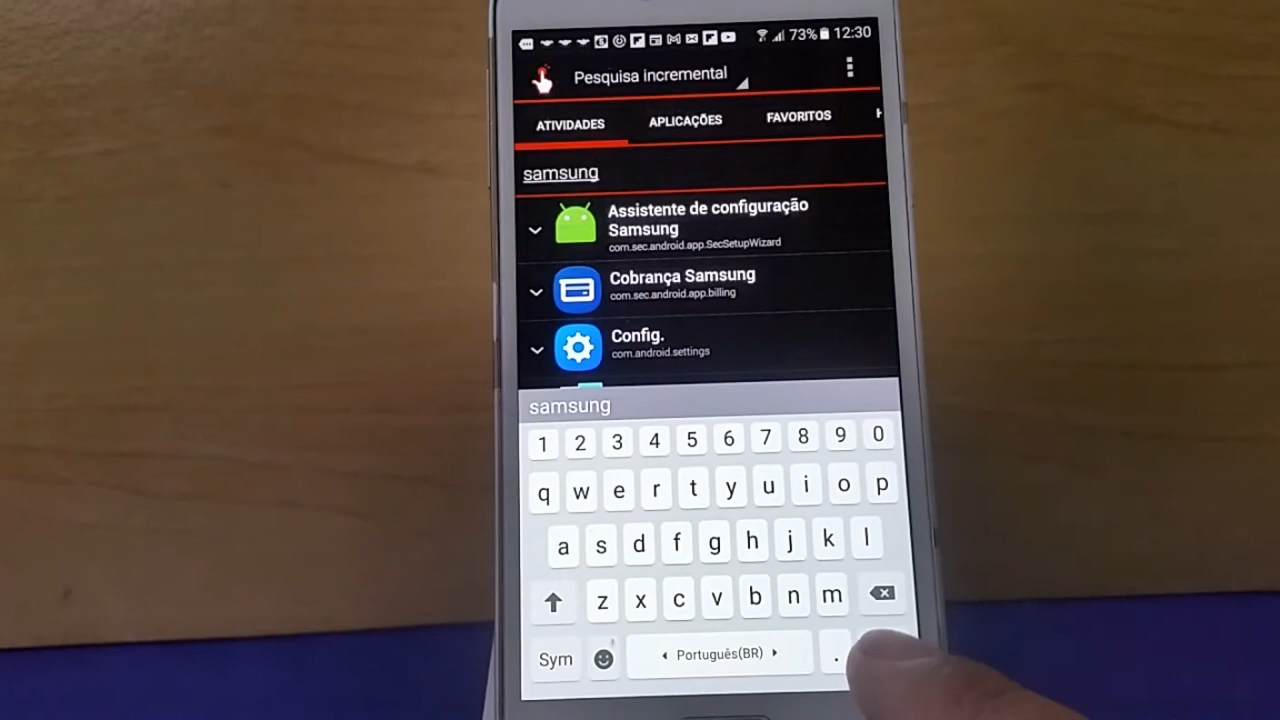 73% 12:30
Pesquisa incremental
ATIVIDADES APLICAÇÕES FAVORITOS
samsung
Assistente de configuração
Samsung
com.sec.android.app.SecSetupWizard
Cobrança Samsung
com.sec.android.app.billing
Config.
com.android.settings
samsung
1 2 3 4 5 6 7 8 9 0
q w e r t y u i o p
a s d f g h j k l
z x c v b n m
Sym Português(BR) .